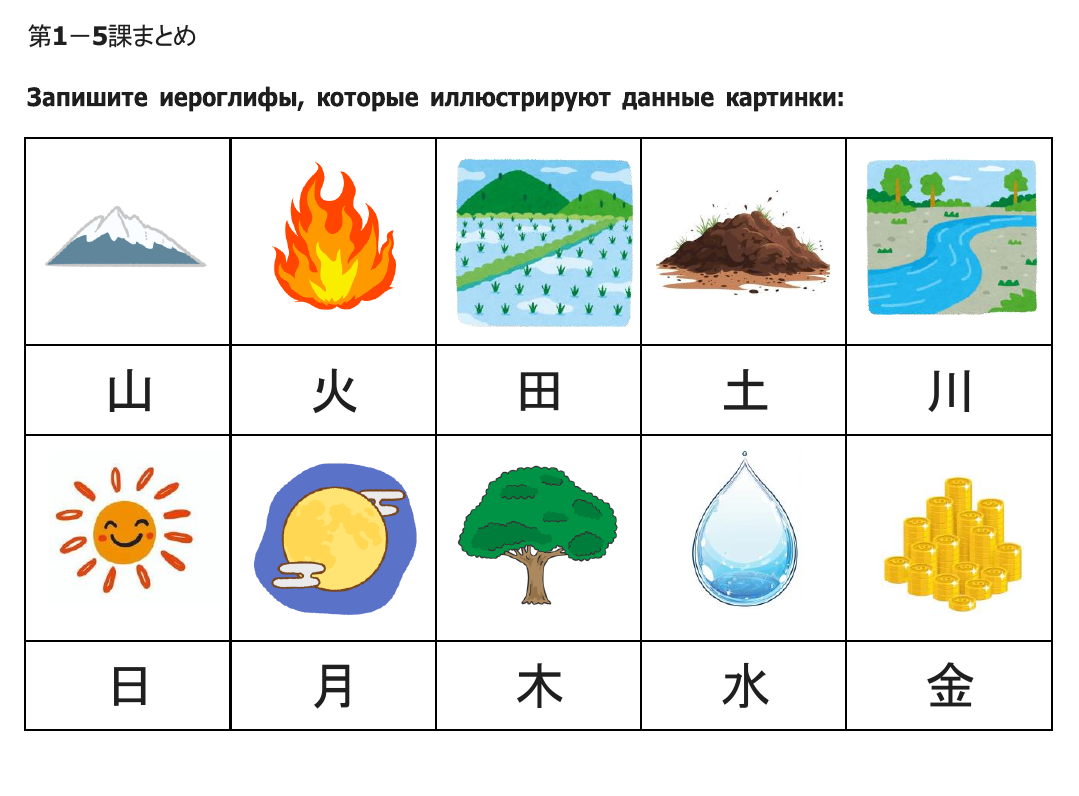 第1－5課まとめ
Запишите иероглифы, которые иллюстрируют данные картинки:
山 火 田 土 川
日 月 木 水 金